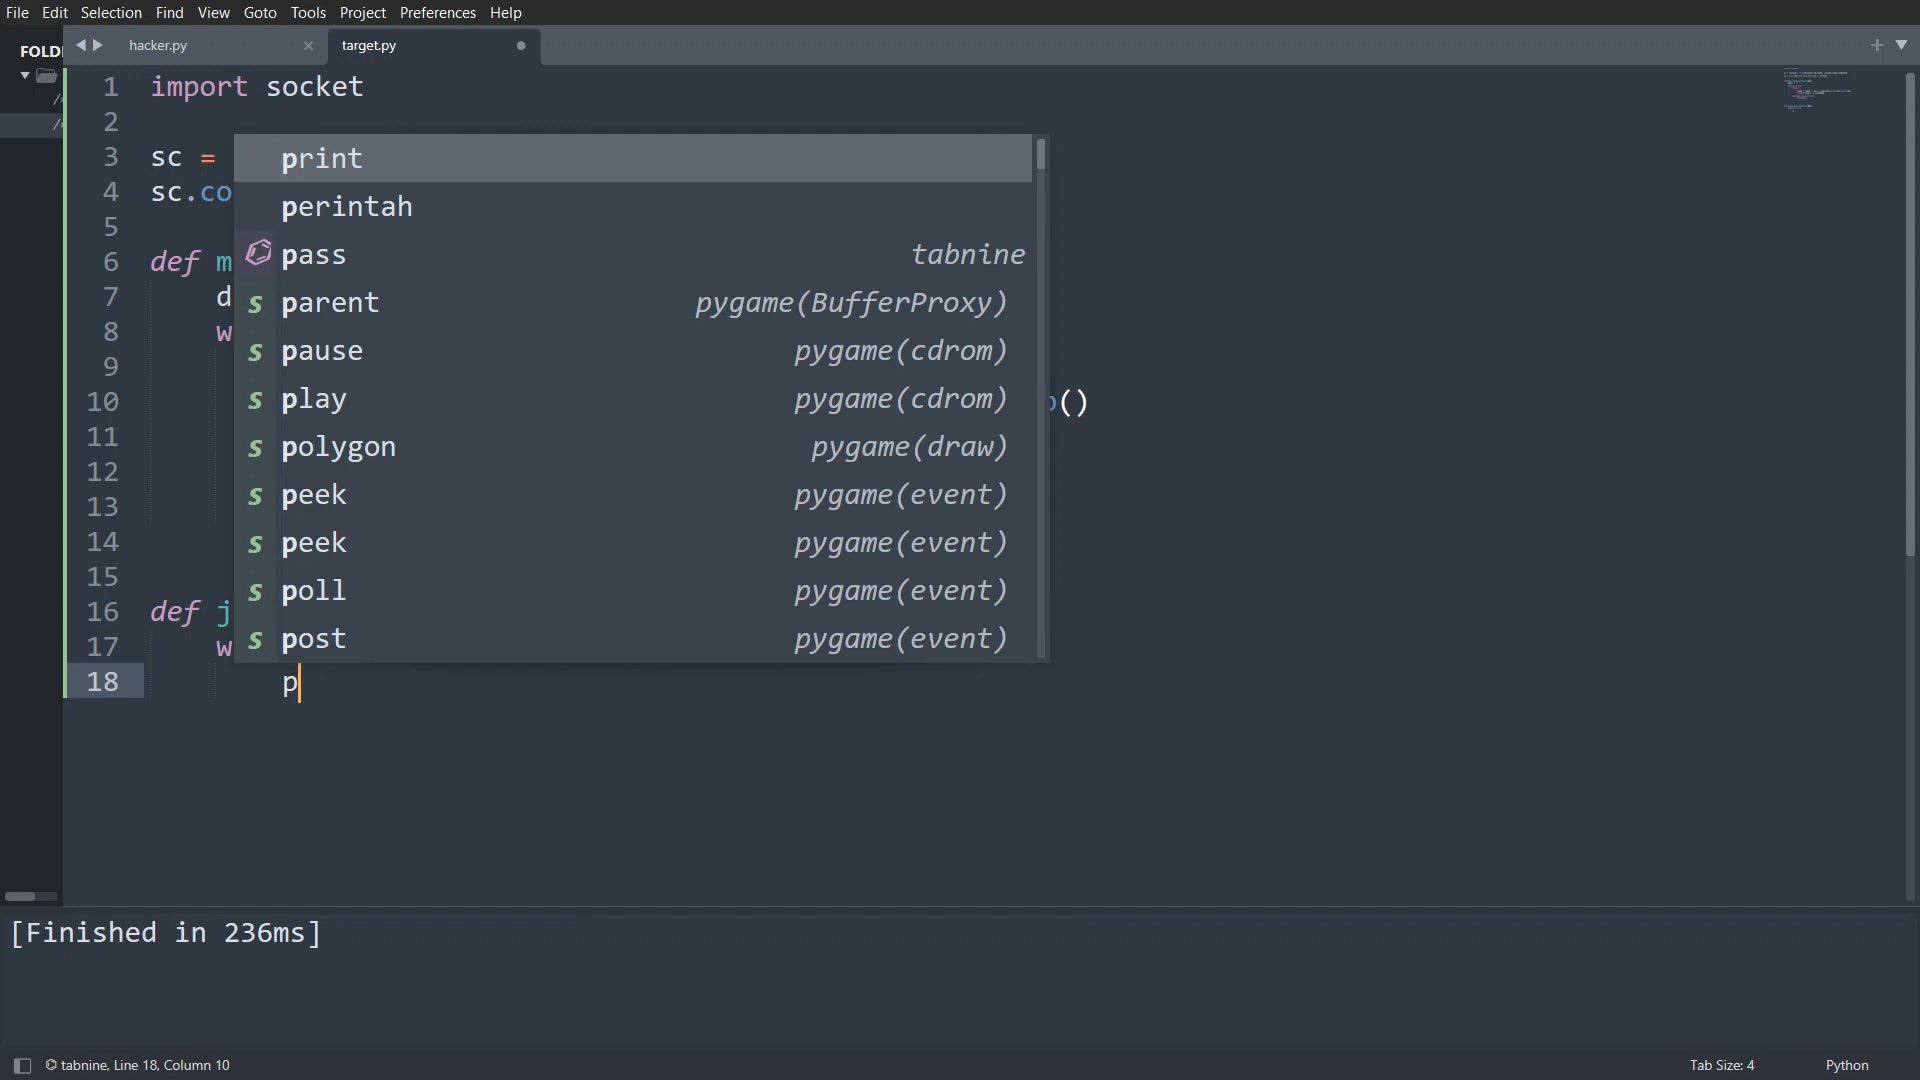 File Edit Selection Find View Goto Tools Project Preferences Help
FOLD
hacker.py × target.py
1 import socket
2
3 sc =
4 sc.co
5
6 def m
7 d
8 w
9
10 ()
11
12
13
14
15
16 def j
17 w
18 p
print
perintah
pass tabnine
parent pygame(BufferProxy)
pause pygame(cdrom)
play pygame(cdrom)
polygon pygame(draw)
peek pygame(event)
peek pygame(event)
poll pygame(event)
post pygame(event)
[Finished in 236ms]
tabnine, Line 18, Column 10 Tab Size: 4 Python